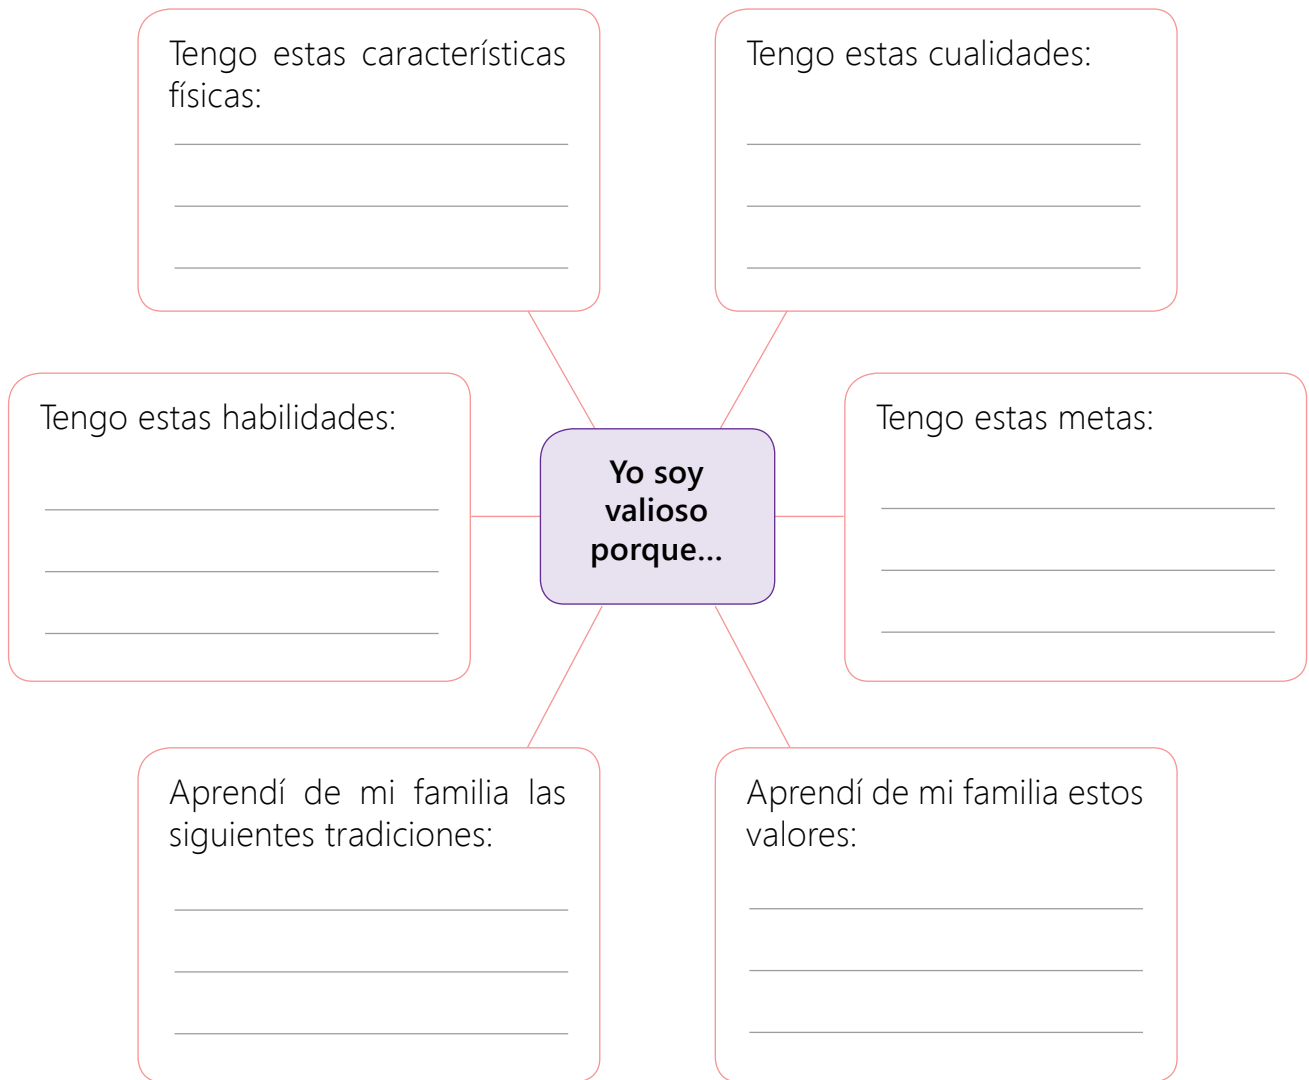 Tengo estas características
físicas:
Tengo estas cualidades:
Tengo estas habilidades:
Yo soy
valioso
porque...
Tengo estas metas:
Aprendí de mi familia las
siguientes tradiciones:
Aprendí de mi familia estos
valores: